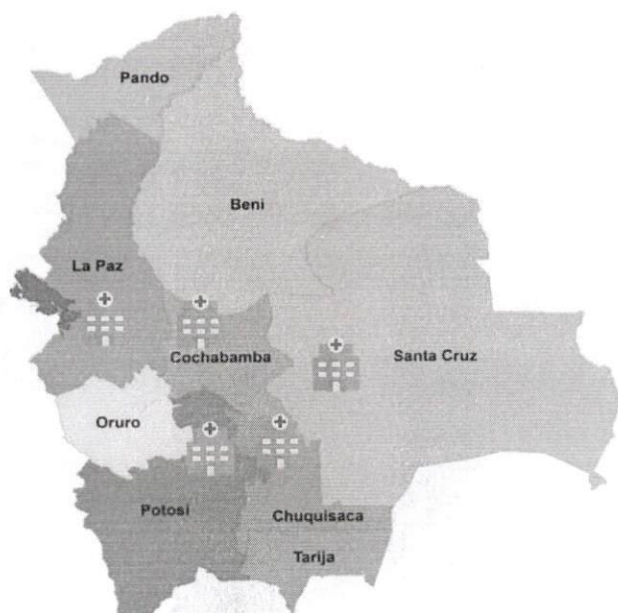 Pando
Beni
La Paz
Cochabamba
Santa Cruz
Oruro
Potosi
Chuquisaca
Tarija